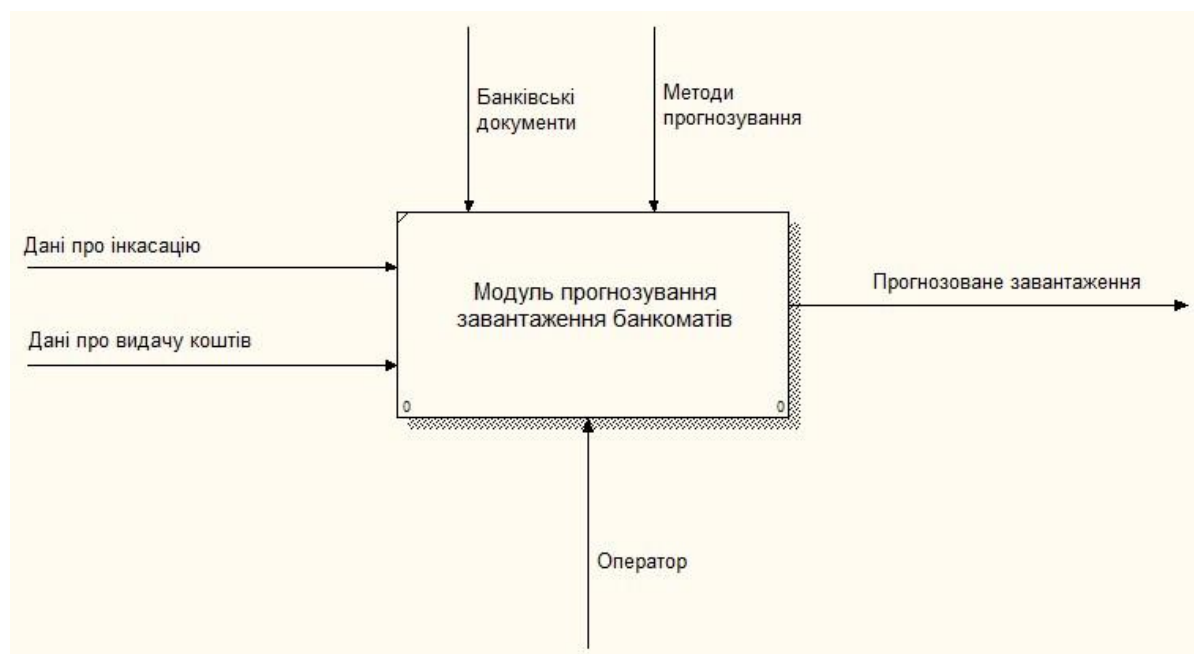 Банківські
документи
Методи
прогнозування
Дані про інкасацію
Модуль прогнозування
завантаження банкоматів
Прогнозоване завантаження
Дані про видачу коштів
0
0
Оператор